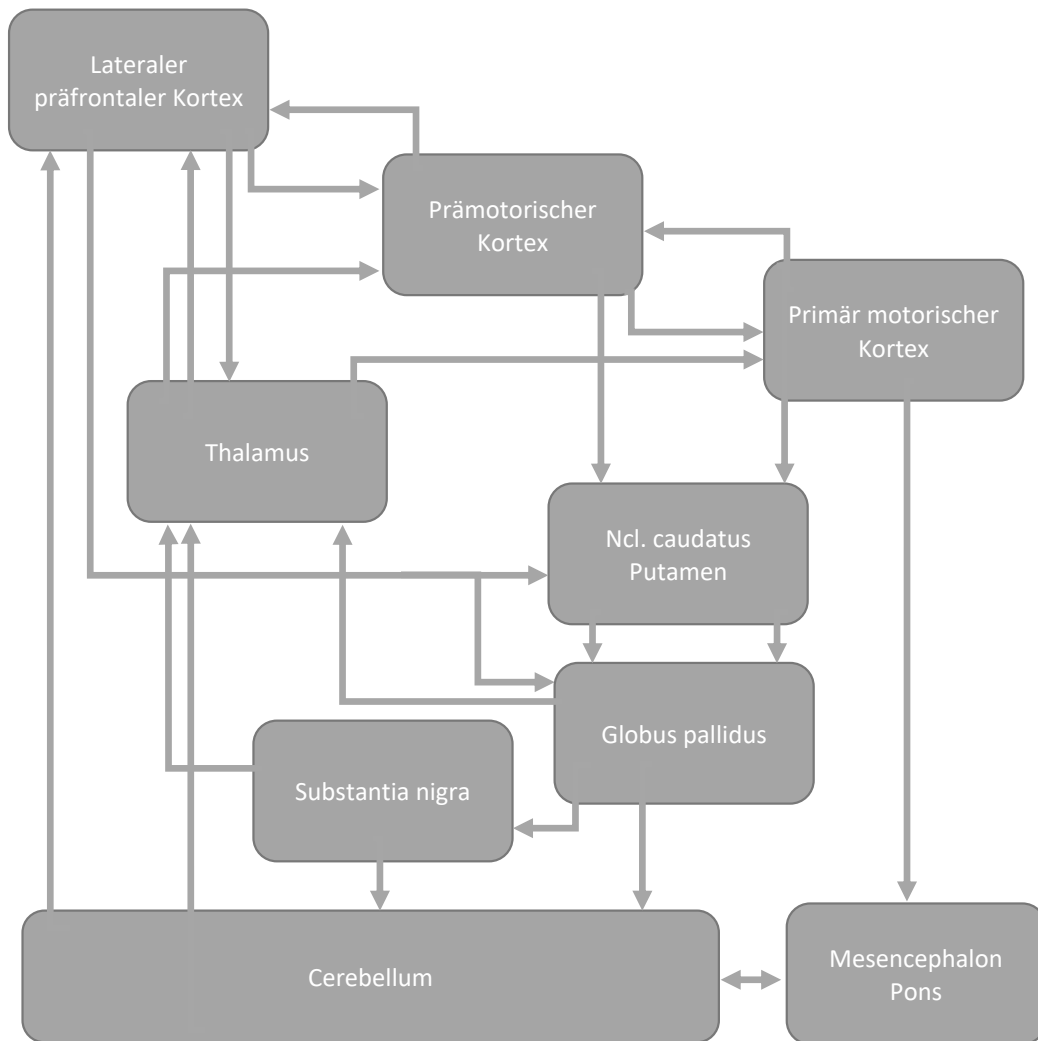 Lateraler
präfrontaler Kortex
Prämotorischer
Kortex
Primär motorischer
Kortex
Thalamus
Ncl. caudatus
Putamen
Globus pallidus
Substantia nigra
Cerebellum
Mesencephalon
Pons